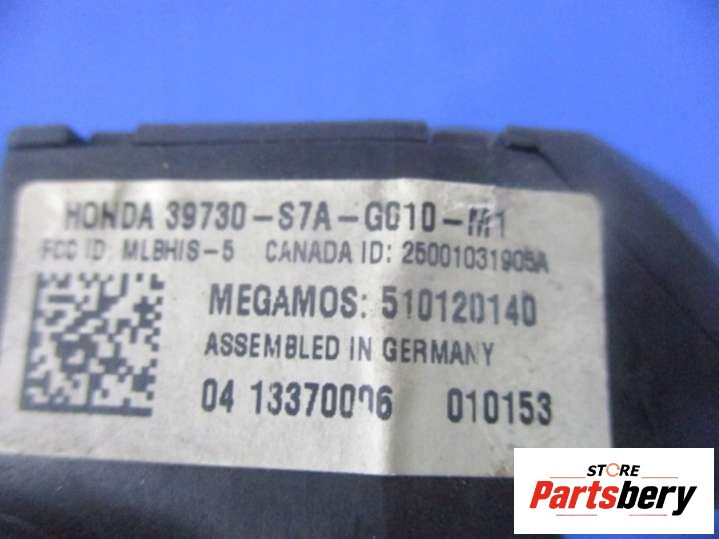 HONDA 39730-S7A-G010-M1
FCC ID MLBHIS-5 CANADA ID: 25001031905A
MEGAMOS: 510120140
ASSEMBLED IN GERMANY
04 13370006 010153
STORE
Partsbery